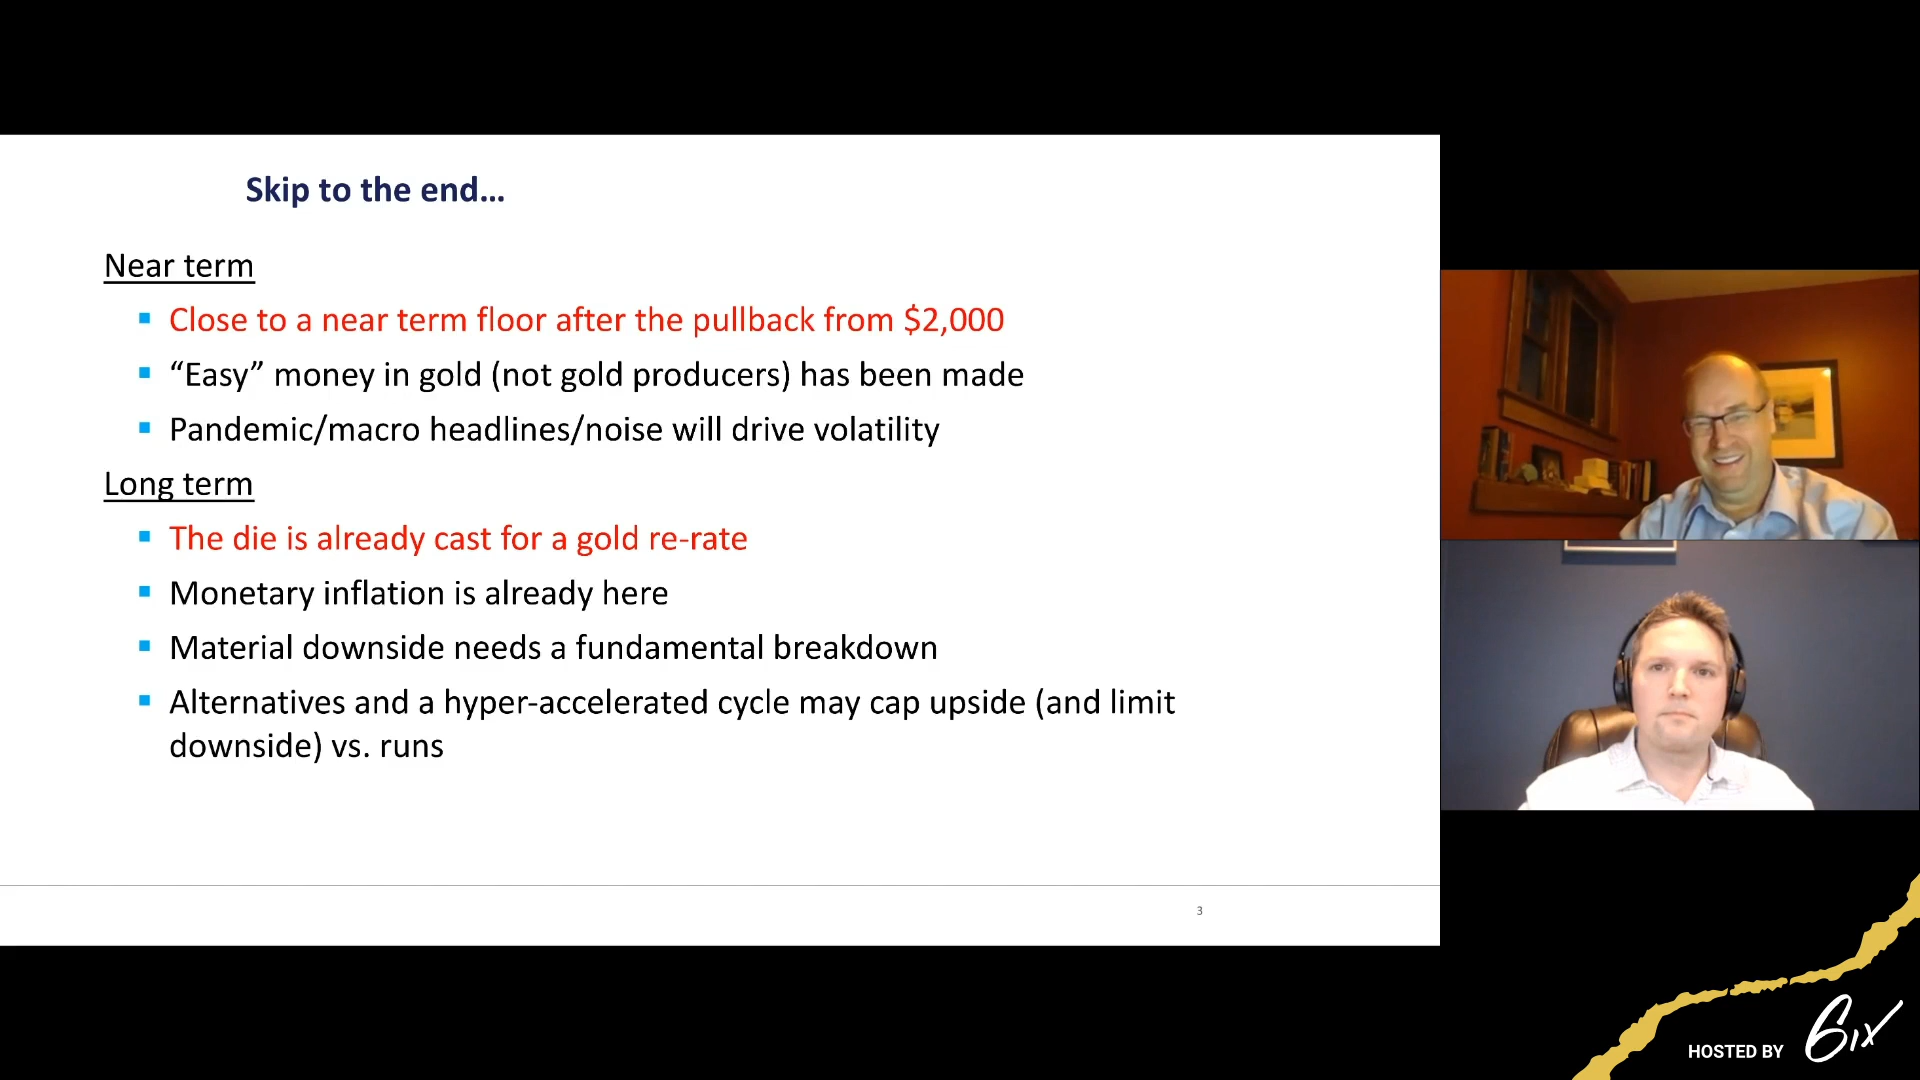 Skip to the end...
Near term
Close to a near term floor after the pullback from $2,000
“Easy” money in gold (not gold producers) has been made
Pandemic/macro headlines/noise will drive volatility
Long term
The die is already cast for a gold re-rate
Monetary inflation is already here
Material downside needs a fundamental breakdown
Alternatives and a hyper-accelerated cycle may cap upside (and limit
downside) vs. runs
3
HOSTED BY 6ix